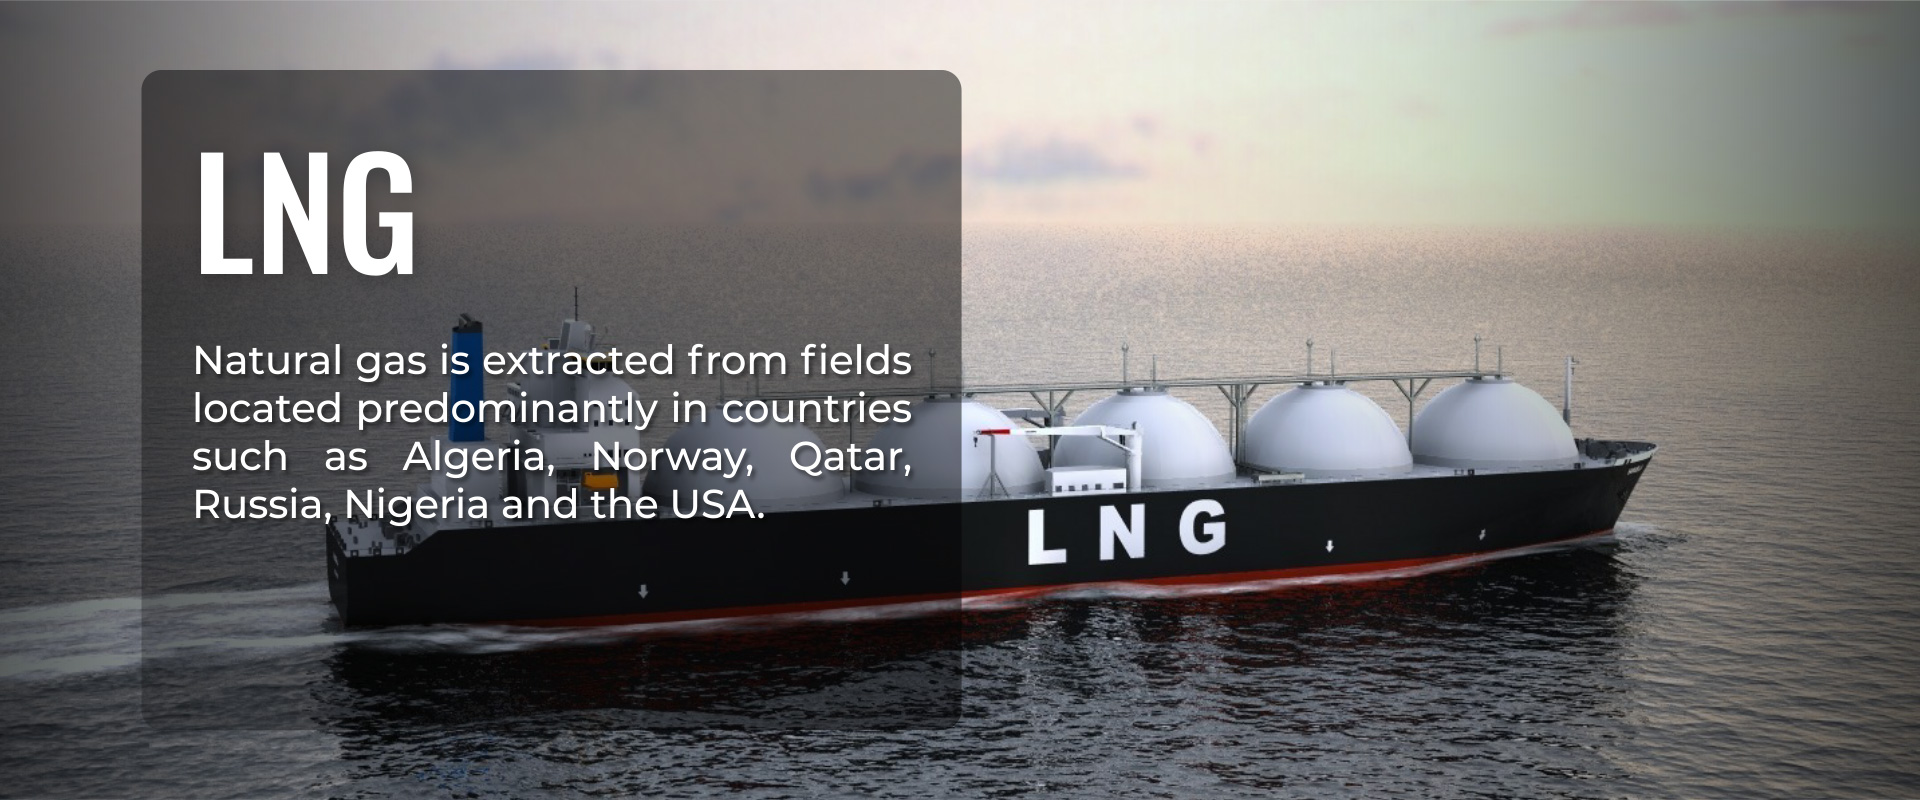 LNG
Natural gas is extracted from fields
located predominantly in countries
such as Algeria, Norway, Qatar,
Russia, Nigeria and the USA.
LNG